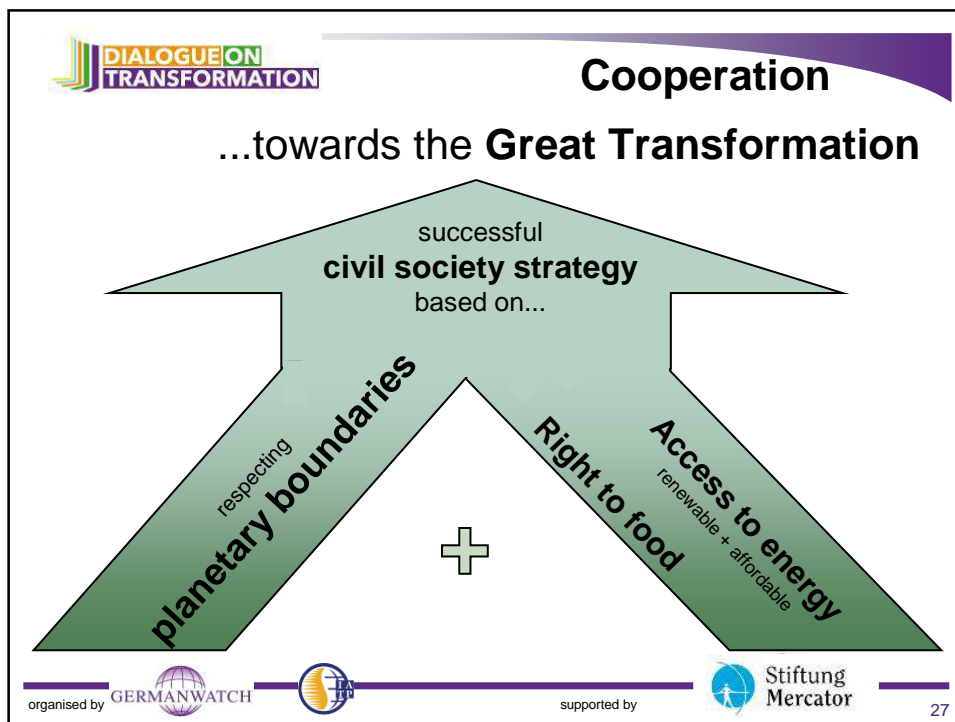 DIALOGUE ON
TRANSFORMATION
Cooperation
...towards the Great Transformation
successful
civil society strategy
based on...
respecting
planetary boundaries
Right to food
Access to energy
renewable + affordable
organised by
GERMANWATCH
IATP
supported by
Stiftung
Mercator
27